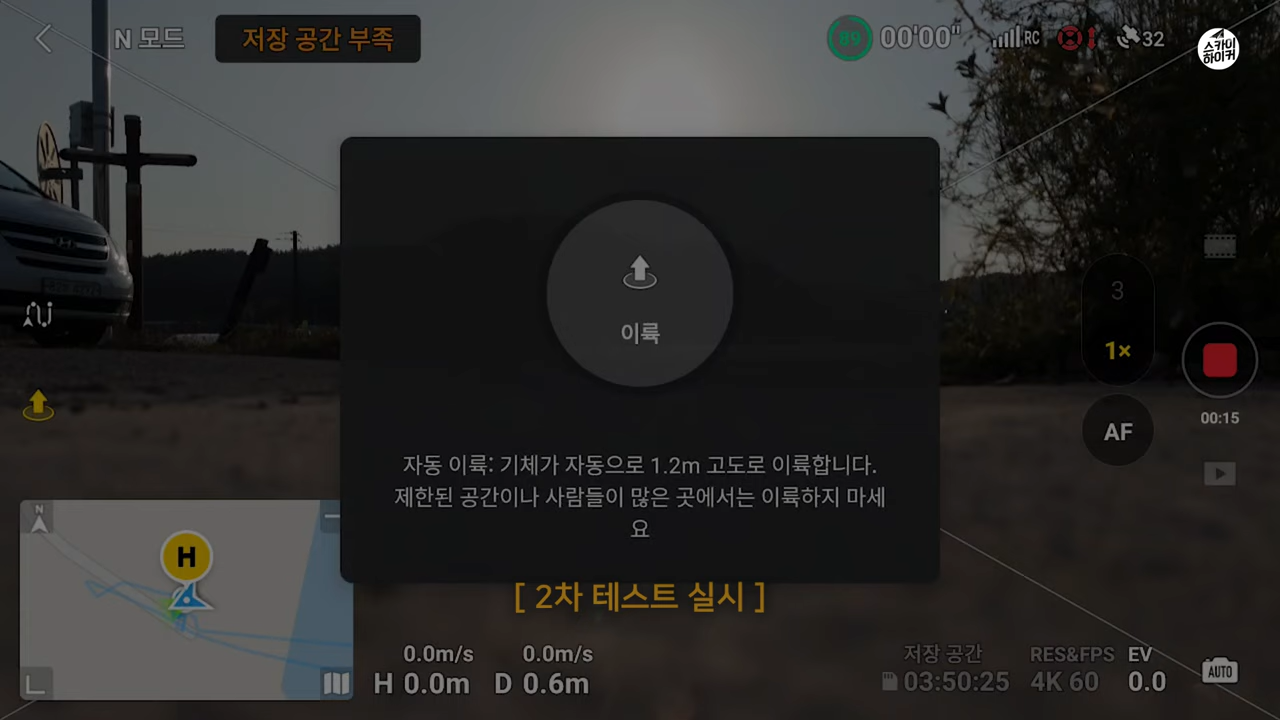 N 모드
저장 공간 부족
89
00'00"
RC
32
스카이
하이커
이륙
3
1×
00:15
AF
자동 이륙: 기체가 자동으로 1.2m 고도로 이륙합니다.
제한된 공간이나 사람들이 많은 곳에서는 이륙하지 마세
요
N
H
[ 2차 테스트 실시 ]
0.0m/s
0.0m/s
H 0.0m
D 0.6m
저장 공간
03:50:25
RES&FPS
4K 60
EV
0.0
AUTO